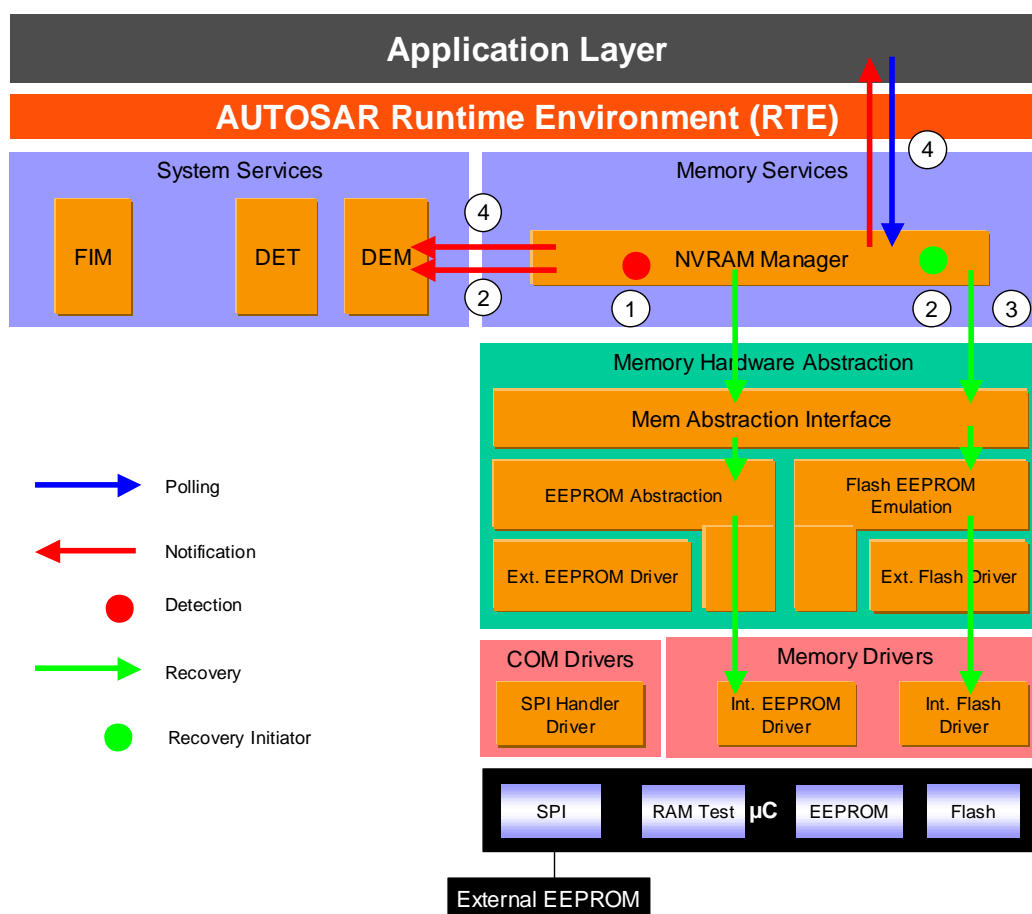 Application Layer
AUTOSAR Runtime Environment (RTE)
4
System Services
Memory Services
4
FIM
DET
DEM
NVRAM Manager
2
1
2
3
Memory Hardware Abstraction
Mem Abstraction Interface
Polling
EEPROM Abstraction
Flash EEPROM
Emulation
Notification
Ext. EEPROM Driver
Ext. Flash Driver
Detection
COM Drivers
Memory Drivers
Recovery
SPI Handler
Driver
Int. EEPROM
Driver
Int. Flash
Driver
Recovery Initiator
SPI
RAM Test
µC
EEPROM
Flash
External EEPROM